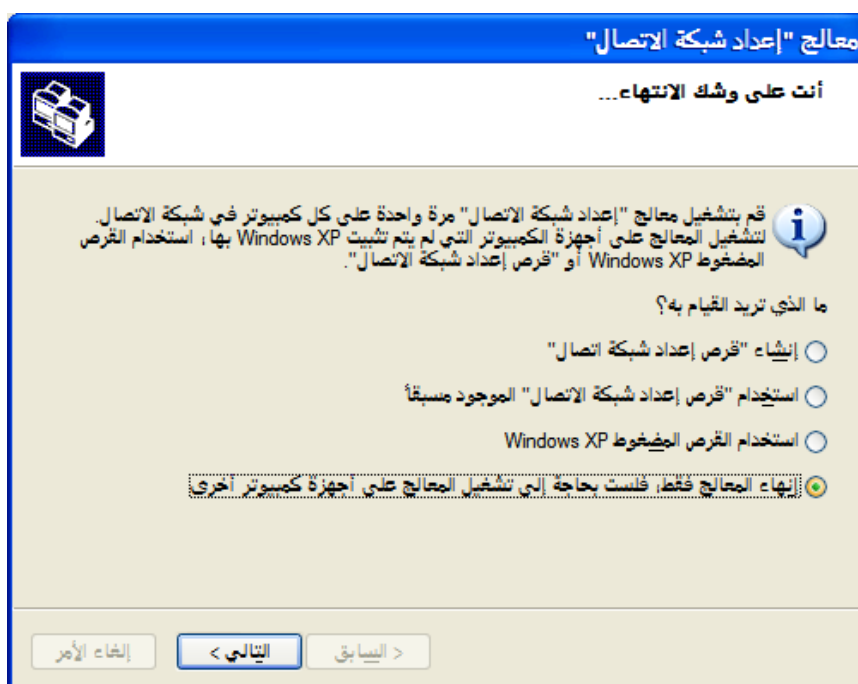 معالج "إعداد شبكة الاتصال"
أنت على وشك الانتهاء...
قم بتشغيل معالج "إعداد شبكة الاتصال" مرة واحدة على كل كمبيوتر في شبكة الاتصال.
لتشغيل المعالج على أجهزة الكمبيوتر التي لم يتم تثبيت Windows XP بها، استخدام القرص
المضغوط Windows XP أو "قرص إعداد شبكة الاتصال".
ما الذي تريد القيام به؟
إنشاء "قرص إعداد شبكة اتصال"
استخدام "قرص إعداد شبكة الاتصال" الموجود مسبقاً
استخدام القرص المضغوط Windows XP
إنهاء المعالج فقط، فلست بحاجة إلى تشغيل المعالج على أجهزة كمبيوتر أخرى
< السابق
التالي >
إلغاء الأمر